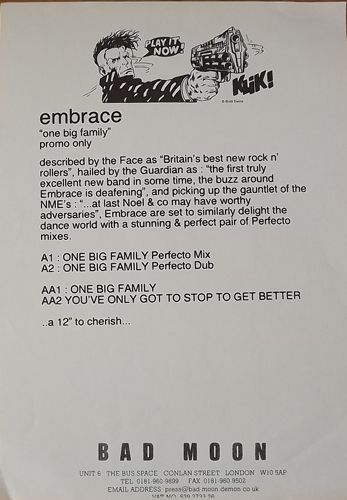 PLAY IT
NOW!
KLIK!
embrace
"one big family"
promo only
described by the Face as "Britain's best new rock n'
rollers", hailed by the Guardian as : "the first truly
excellent new band in some time, the buzz around
Embrace is deafening", and picking up the gauntlet of the
NME's : "...at last Noel & co may have worthy
adversaries", Embrace are set to similarly delight the
dance world with a stunning & perfect pair of Perfecto
mixes.
A1 : ONE BIG FAMILY Perfecto Mix
A2 : ONE BIG FAMILY Perfecto Dub
AA1 : ONE BIG FAMILY
AA2 YOU'VE ONLY GOT TO STOP TO GET BETTER
..a 12" to cherish...
BAD MOON
UNIT 6 THE BUS SPACE CONLAN STREET LONDON W10 5AP
TEL 0181-960 9899 FAX 0181-960 9502
EMAIL ADDRESS: press@bad-moon.demon.co.uk
VAT NO.